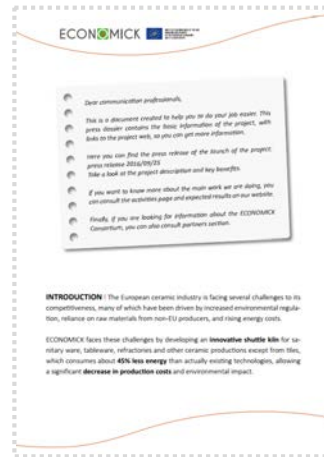 ECONOMICK
Dear communication professionals,
This is a document created to help you to do your job easier. This
press dossier contains the basic information of the project, with
links to the project web, so you can get more information.
Here you can find the press release of the launch of the project:
press release 2016/09/25
Take a look at the project description and key benefits.
If you want to know more about the main work we are doing, you
can consult the activities page and expected results on our website.
Finally, if you are looking for information about the ECONOMICK
Consortium, you can also consult partners section.
INTRODUCTION | The European ceramic industry is facing several challenges to its
competitiveness, many of which have been driven by increased environmental regula-
tion, reliance on raw materials from non-EU producers, and rising energy costs.
ECONOMICK faces these challenges by developing an innovative shuttle kiln for sa-
nitary ware, tableware, refractories and other ceramic productions except from tiles,
which consumes about 45% less energy than actually existing technologies, allowing
a significant decrease in production costs and environmental impact.